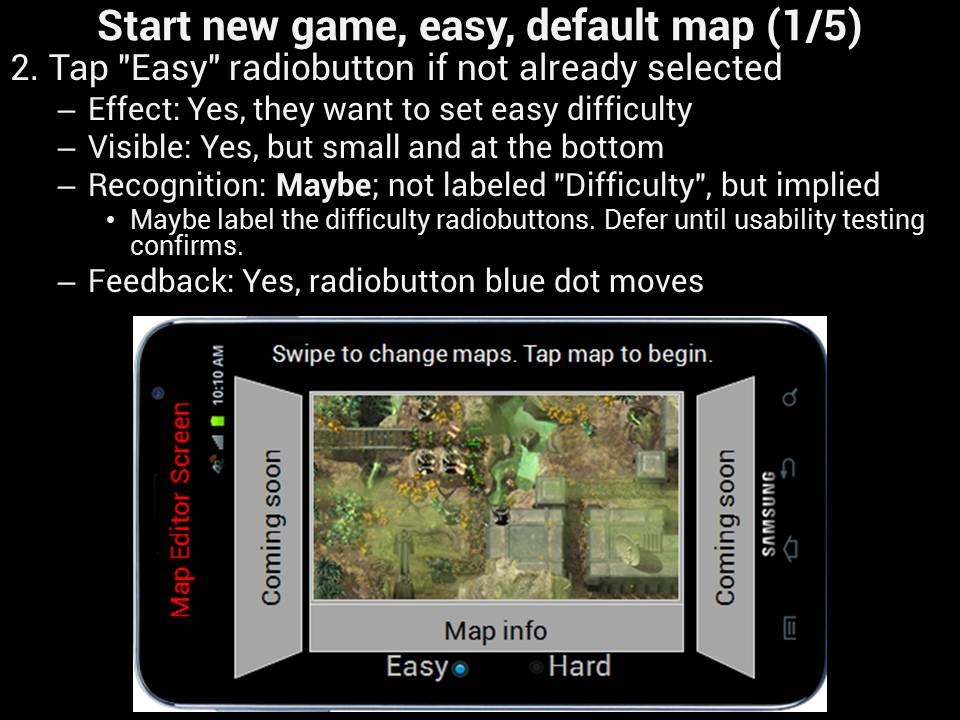 Start new game, easy, default map (1/5)
2. Tap "Easy" radiobutton if not already selected
– Effect: Yes, they want to set easy difficulty
– Visible: Yes, but small and at the bottom
– Recognition: Maybe; not labeled "Difficulty", but implied
• Maybe label the difficulty radiobuttons. Defer until usability testing
confirms.
– Feedback: Yes, radiobutton blue dot moves
Swipe to change maps. Tap map to begin.
10:10 AM
Map Editor Screen
Coming soon
Coming soon
SAMSUNG
Map info
Easy
Hard